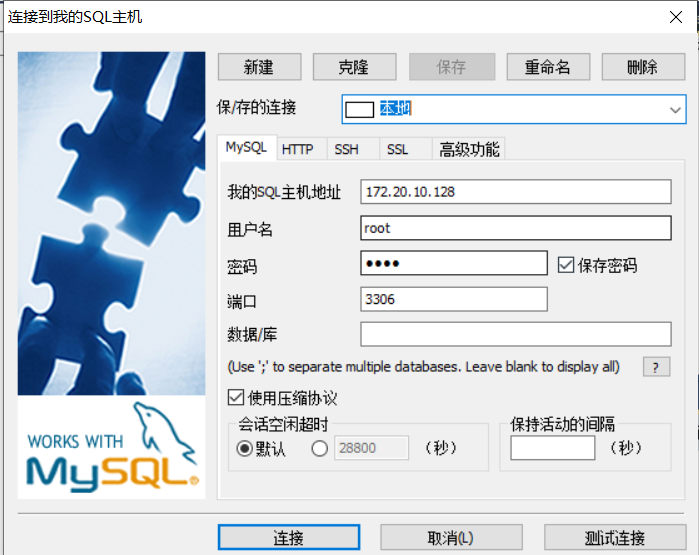 连接到我的SQL主机
新建 克隆 保存 重命名 删除
保/存的连接 本地
MySQL HTTP SSH SSL 高级功能
我的SQL主机地址 172.20.10.128
用户名 root
密码 ●●●● 保存密码
端口 3306
数据/库
(Use ';' to separate multiple databases. Leave blank to display all) ?
使用压缩协议
会话空闲超时 保持活动的间隔
默认 28800 (秒) (秒)
WORKS WITH
MySQL®
连接 取消(L) 测试连接